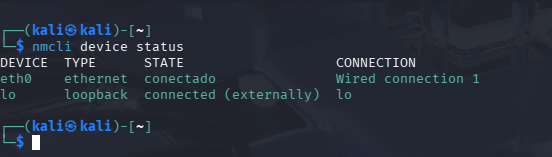 ┌──(kali㉿kali)-[~]
└─$ nmcli device status
DEVICE  TYPE      STATE                   CONNECTION
eth0    ethernet  conectado               Wired connection 1
lo      loopback  connected (externally)  lo
┌──(kali㉿kali)-[~]
└─$